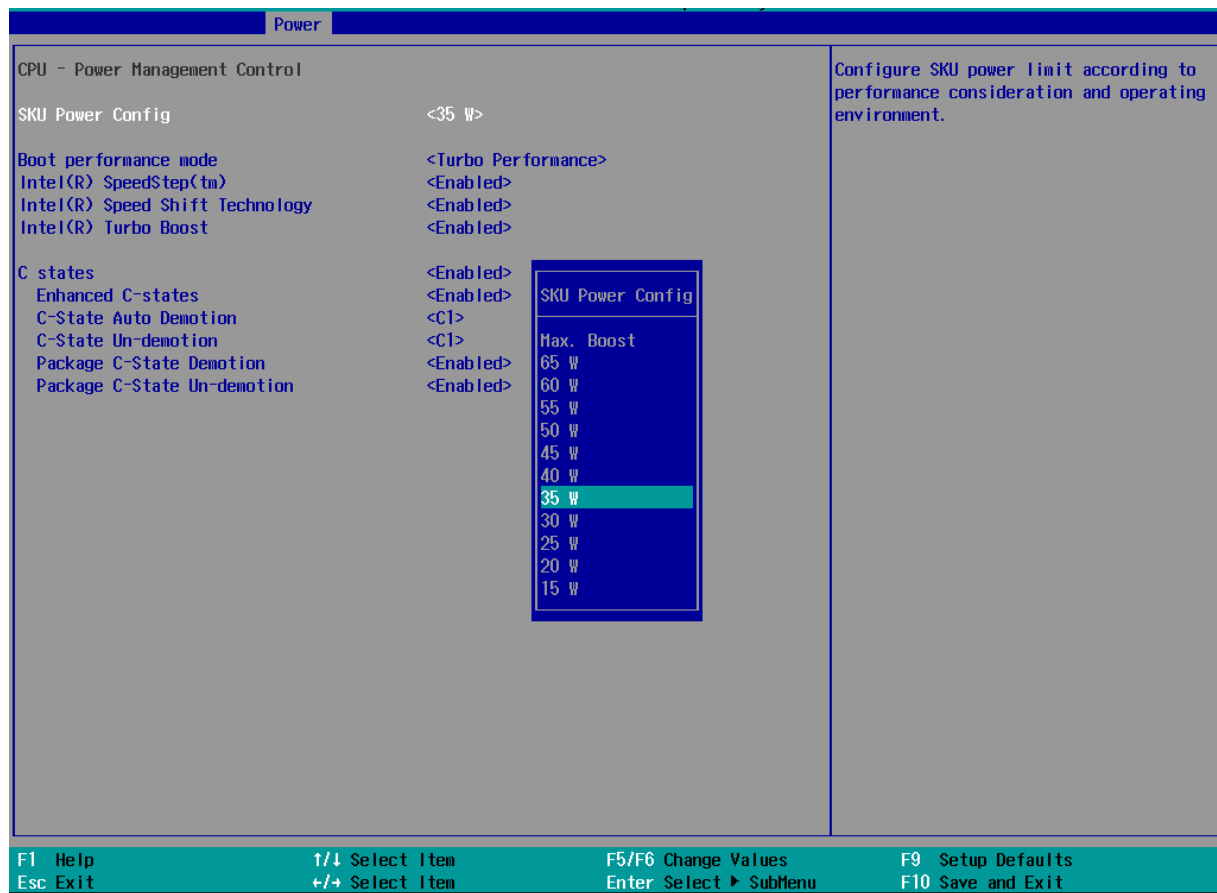 Power
CPU - Power Management Control
SKU Power Config <35 W>
Boot performance mode <Turbo Performance>
Intel(R) SpeedStep(tm) <Enabled>
Intel(R) Speed Shift Technology <Enabled>
Intel(R) Turbo Boost <Enabled>
C states <Enabled>
Enhanced C-states <Enabled>
C-State Auto Demotion <C1>
C-State Un-demotion <C1>
Package C-State Demotion <Enabled>
Package C-State Un-demotion <Enabled>
SKU Power Config
Max. Boost
65 W
60 W
55 W
50 W
45 W
40 W
35 W
30 W
25 W
20 W
15 W
Configure SKU power limit according to
performance consideration and operating
environment.
F1 Help ↑/↓ Select Item F5/F6 Change Values F9 Setup Defaults
Esc Exit ←/→ Select Item Enter Select ► SubMenu F10 Save and Exit